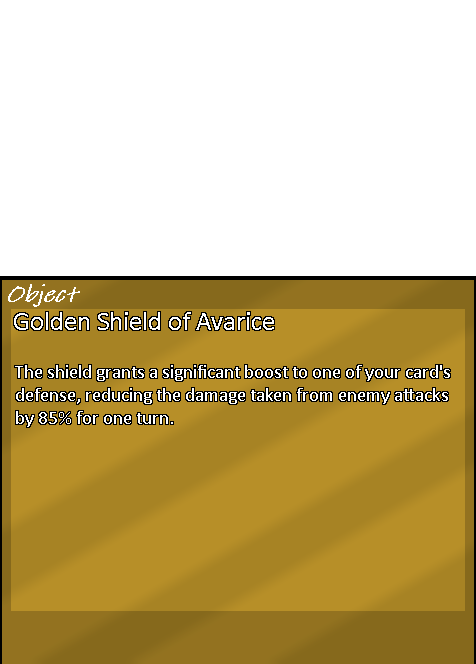 Object
Golden Shield of Avarice
The shield grants a significant boost to one of your card's
defense, reducing the damage taken from enemy attacks
by 85% for one turn.